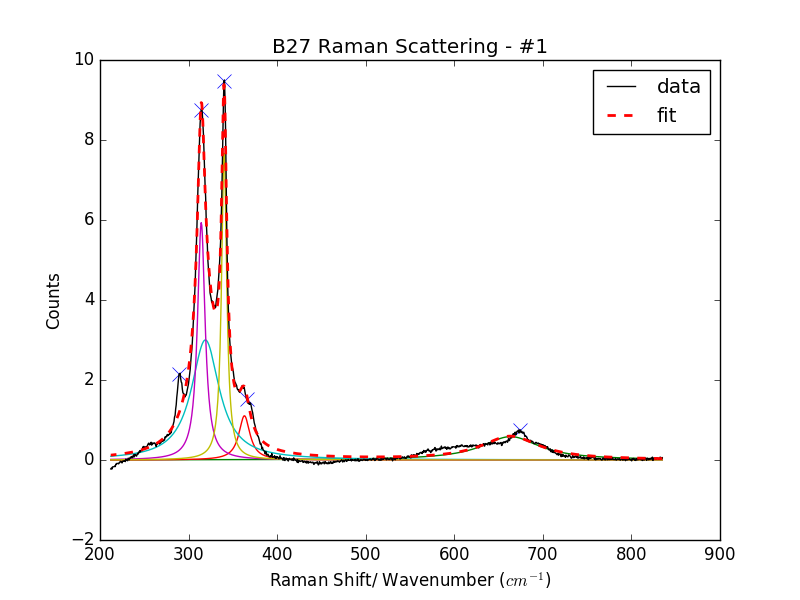 B27 Raman Scattering - #1
data
fit
10
8
6
4
2
0
−2
Counts
200 300 400 500 600 700 800 900
Raman Shift/ Wavenumber (cm⁻¹)